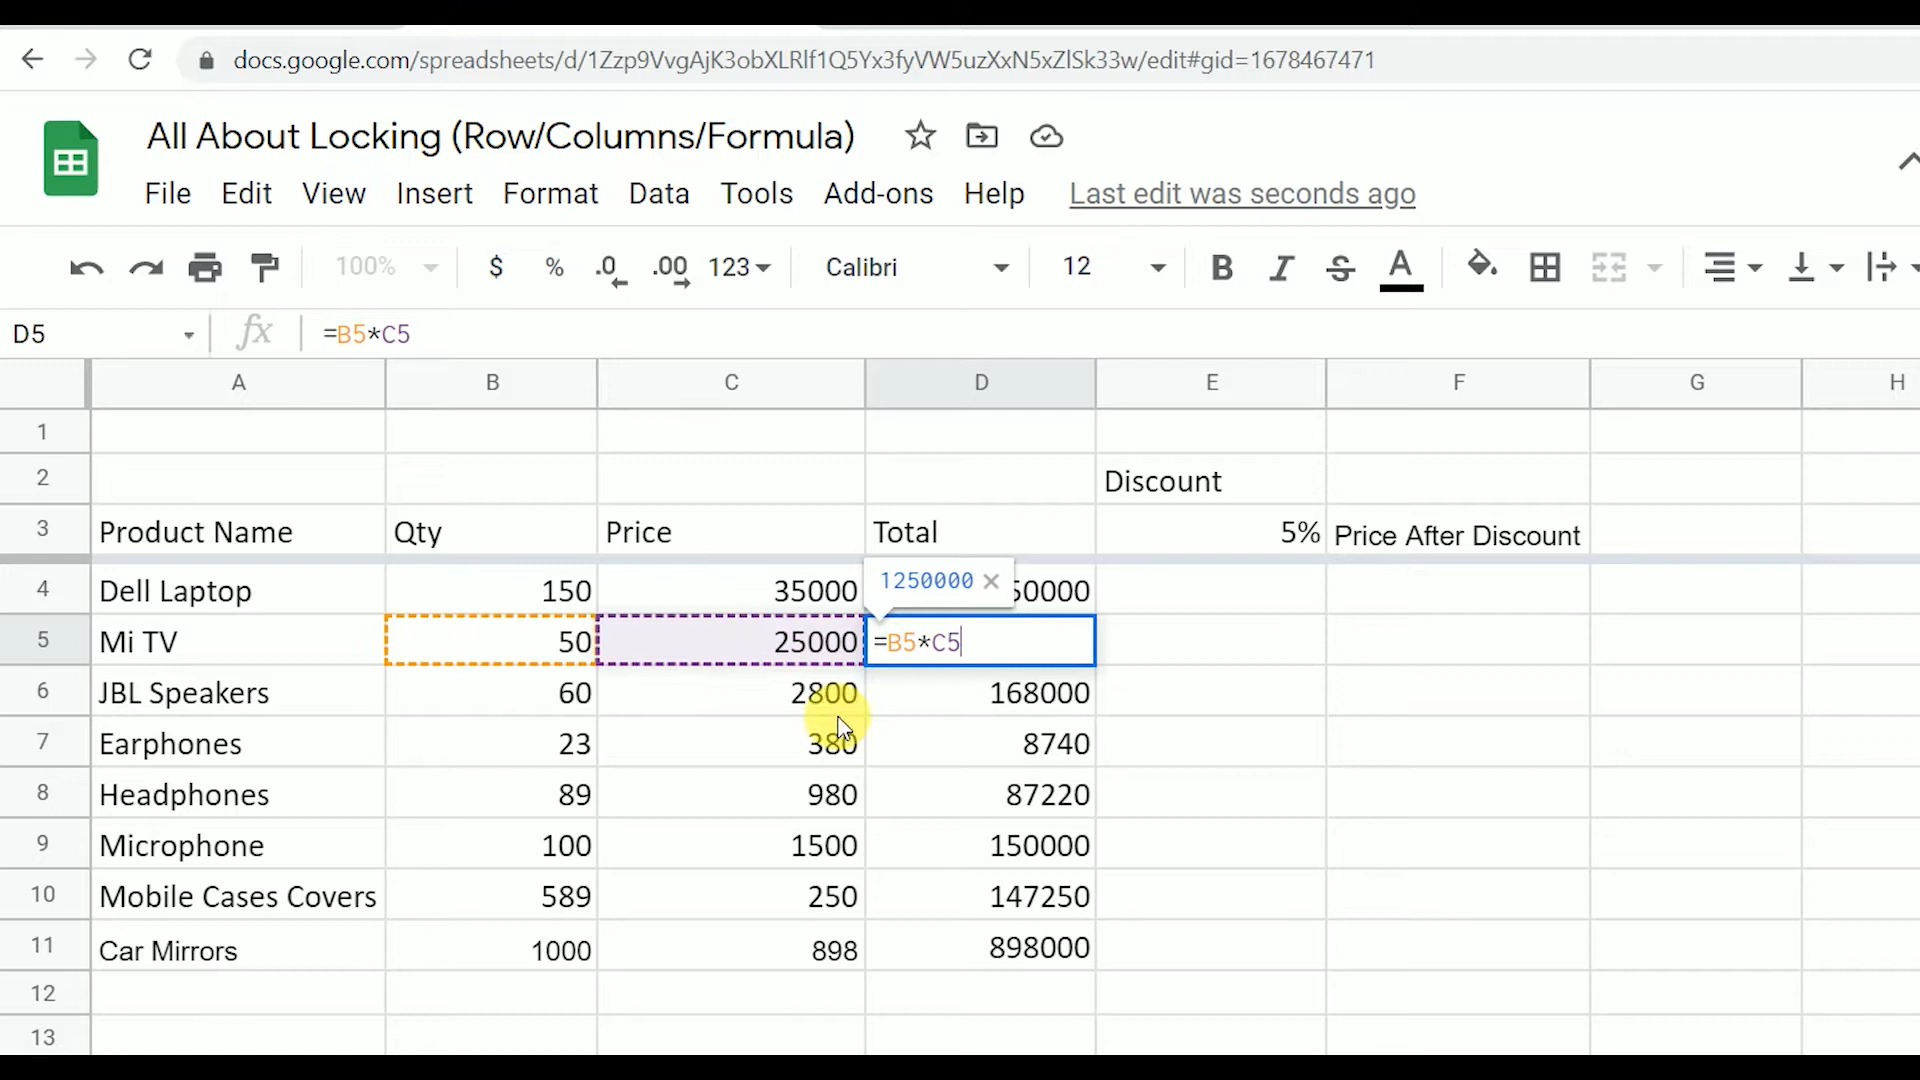 docs.google.com/spreadsheets/d/1Zzp9VvgAjK3obXLRlf1Q5Yx3fyVW5uzXxN5xZlSk33w/edit#gid=1678467471
All About Locking (Row/Columns/Formula)
File Edit View Insert Format Data Tools Add-ons Help Last edit was seconds ago
100% $ % .0 .00 123 Calibri 12 B I S A
D5 fx =B5*C5
A B C D E F G H
1
2 Discount
3 Product Name Qty Price Total 5% Price After Discount
1250000
4 Dell Laptop 150 35000 50000
5 Mi TV 50 25000 =B5*C5
6 JBL Speakers 60 2800 168000
7 Earphones 23 380 8740
8 Headphones 89 980 87220
9 Microphone 100 1500 150000
10 Mobile Cases Covers 589 250 147250
11 Car Mirrors 1000 898 898000
12
13